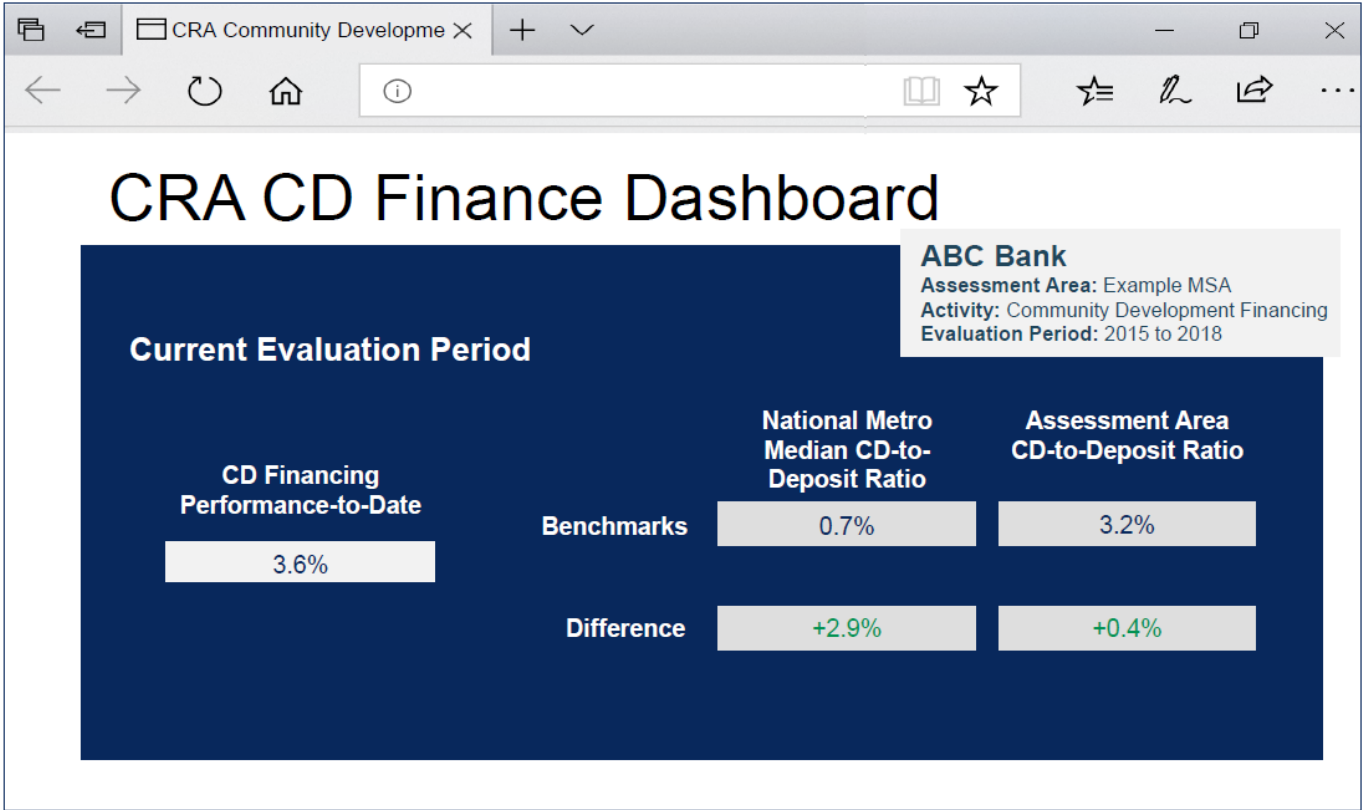 CRA Community Developme
CRA CD Finance Dashboard
ABC Bank
Assessment Area: Example MSA
Activity: Community Development Financing
Evaluation Period: 2015 to 2018
Current Evaluation Period
CD Financing
Performance-to-Date
3.6%
National Metro
Median CD-to-
Deposit Ratio
Assessment Area
CD-to-Deposit Ratio
Benchmarks
0.7%
3.2%
Difference
+2.9%
+0.4%